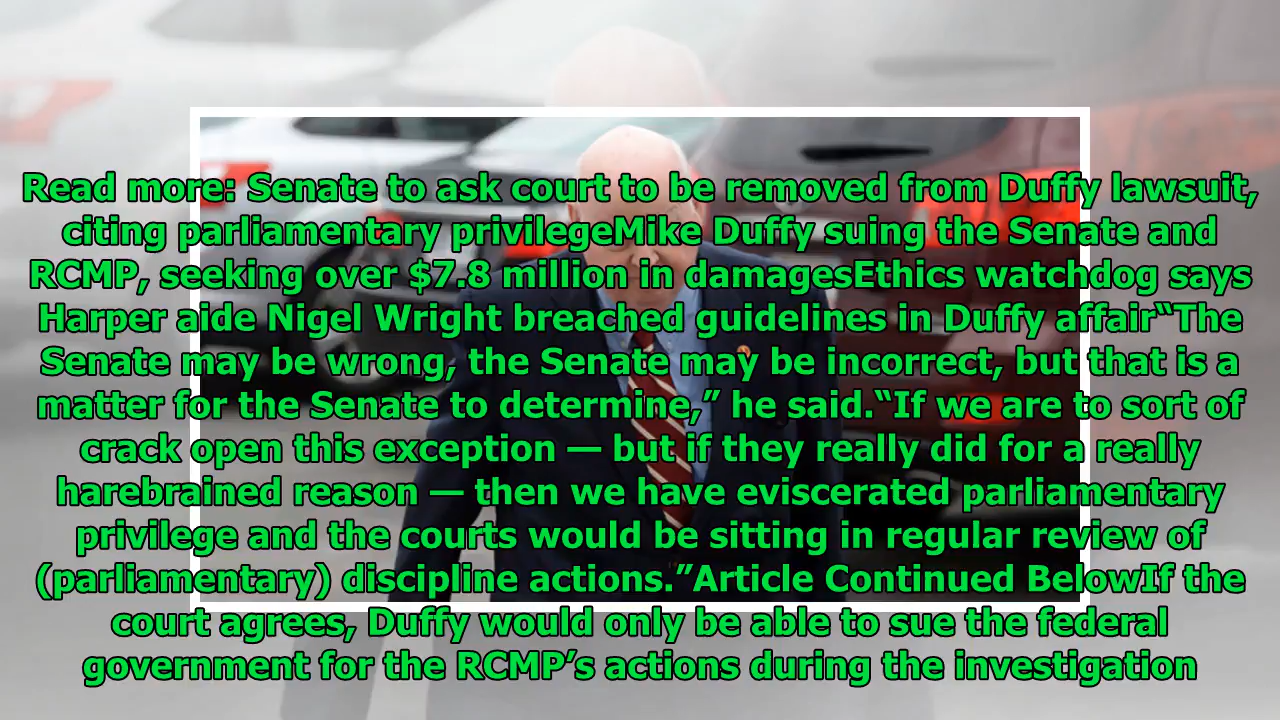 Read more: Senate to ask court to be removed from Duffy lawsuit,
citing parliamentary privilegeMike Duffy suing the Senate and
RCMP, seeking over $7.8 million in damagesEthics watchdog says
Harper aide Nigel Wright breached guidelines in Duffy affair“The
Senate may be wrong, the Senate may be incorrect, but that is a
matter for the Senate to determine,” he said.“If we are to sort of
crack open this exception — but if they really did for a really
harebrained reason — then we have eviscerated parliamentary
privilege and the courts would be sitting in regular review of
(parliamentary) discipline actions.”Article Continued BelowIf the
court agrees, Duffy would only be able to sue the federal
government for the RCMP’s actions during the investigation